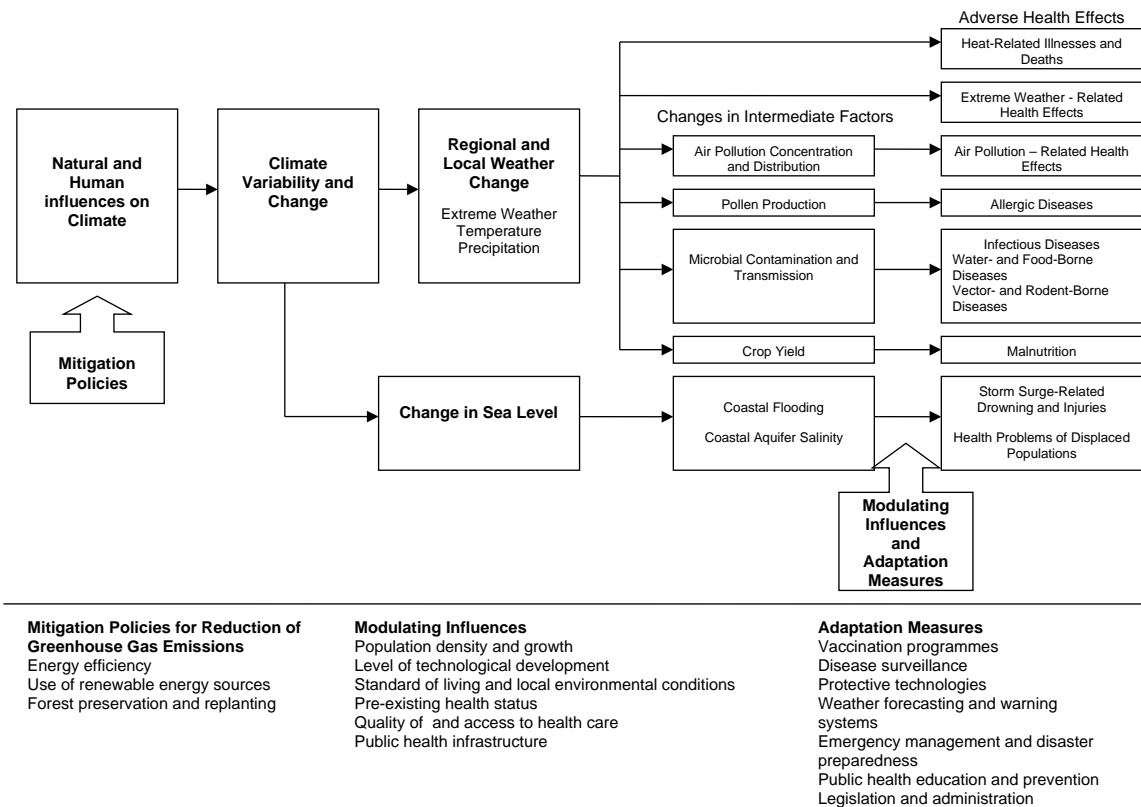 Adverse Health Effects
Heat-Related Illnesses and
Deaths
Extreme Weather - Related
Health Effects
Changes in Intermediate Factors
Natural and
Human
influences on
Climate
Climate
Variability and
Change
Regional and
Local Weather
Change
Extreme Weather
Temperature
Precipitation
Air Pollution Concentration
and Distribution
Air Pollution – Related Health
Effects
Pollen Production
Allergic Diseases
Microbial Contamination and
Transmission
Infectious Diseases
Water- and Food-Borne
Diseases
Vector- and Rodent-Borne
Diseases
Mitigation
Policies
Crop Yield
Malnutrition
Change in Sea Level
Coastal Flooding
Coastal Aquifer Salinity
Storm Surge-Related
Drowning and Injuries
Health Problems of Displaced
Populations
Modulating
Influences
and
Adaptation
Measures
Mitigation Policies for Reduction of
Greenhouse Gas Emissions
Energy efficiency
Use of renewable energy sources
Forest preservation and replanting
Modulating Influences
Population density and growth
Level of technological development
Standard of living and local environmental conditions
Pre-existing health status
Quality of and access to health care
Public health infrastructure
Adaptation Measures
Vaccination programmes
Disease surveillance
Protective technologies
Weather forecasting and warning
systems
Emergency management and disaster
preparedness
Public health education and prevention
Legislation and administration